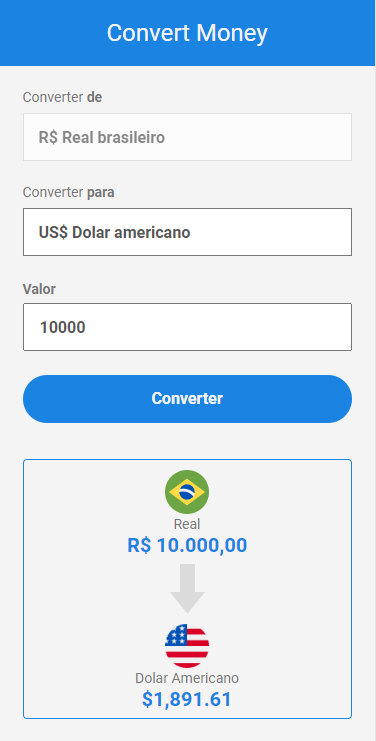 Convert Money
Converter de
R$ Real brasileiro
Converter para
US$ Dolar americano
Valor
10000
Converter
Real
R$ 10.000,00
Dolar Americano
$1,891.61